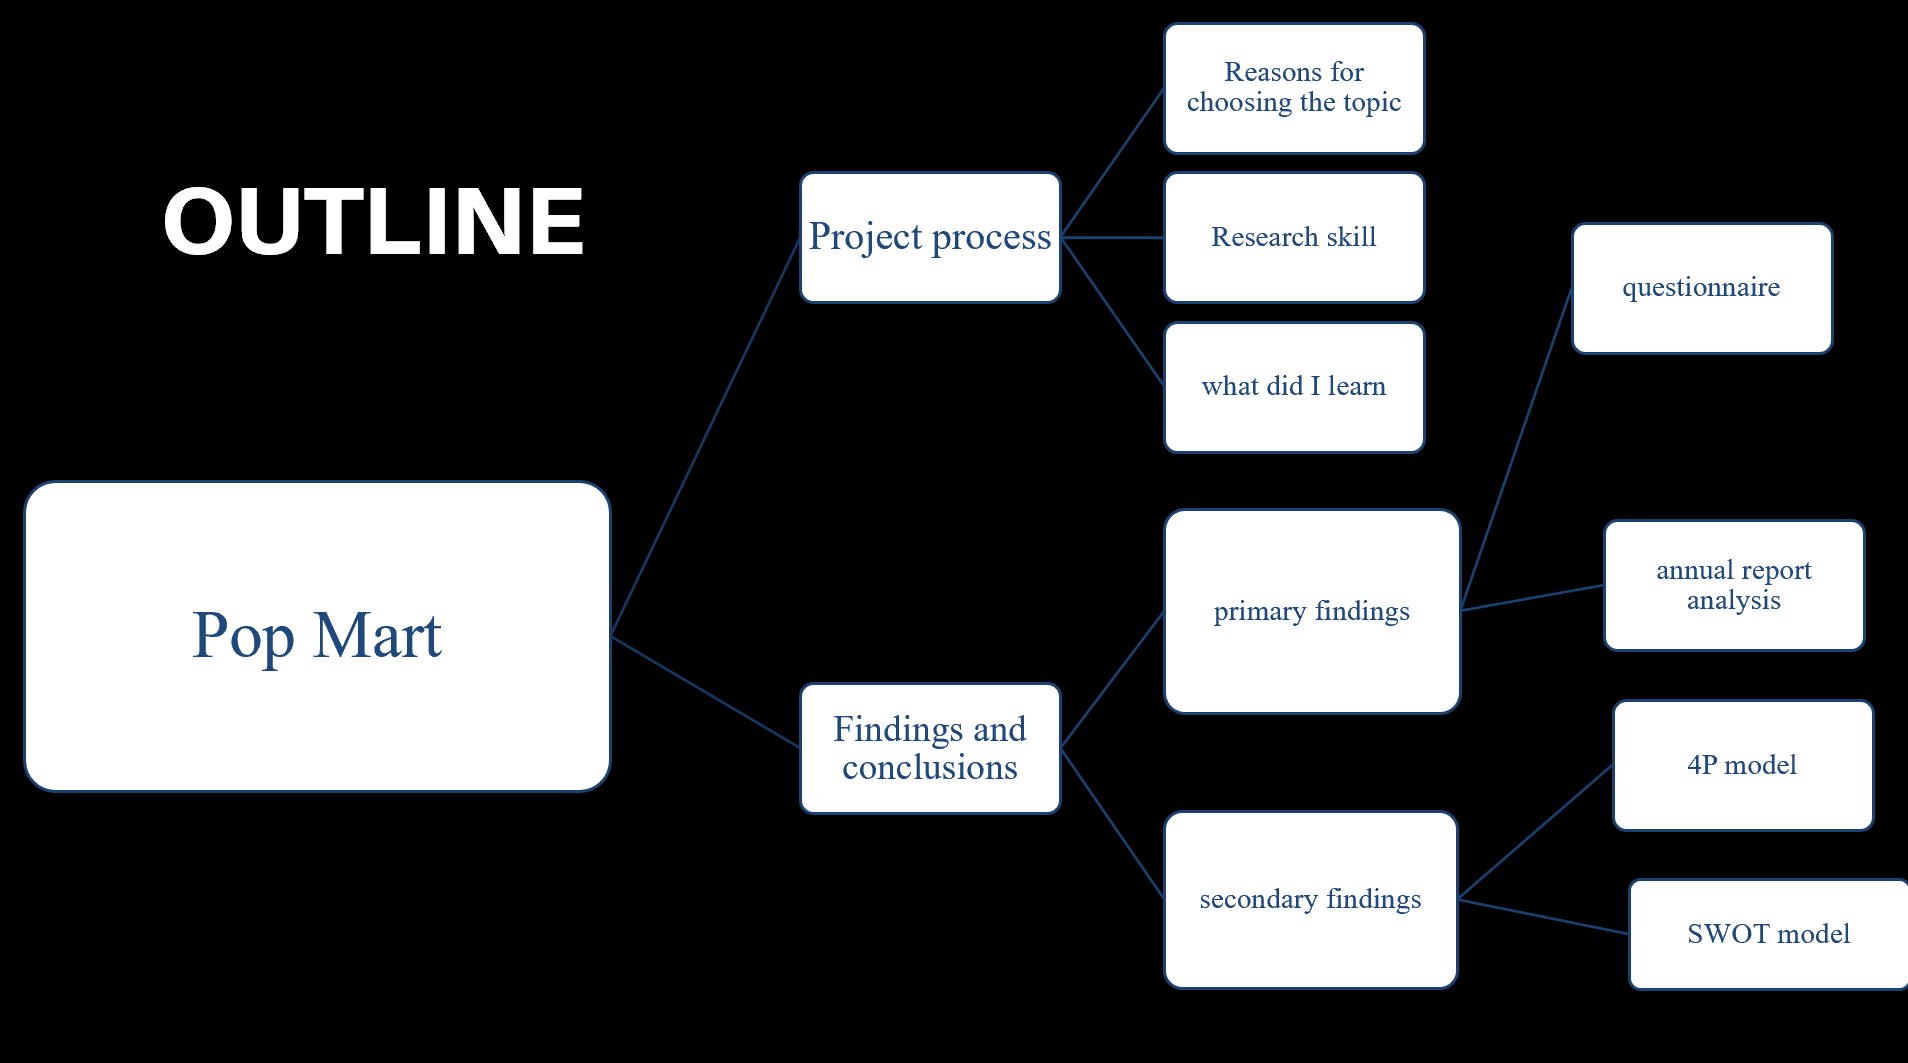 OUTLINE
Pop Mart
Project process
Reasons for
choosing the topic
Research skill
what did I learn
Findings and
conclusions
primary findings
questionnaire
annual report
analysis
secondary findings
4P model
SWOT model